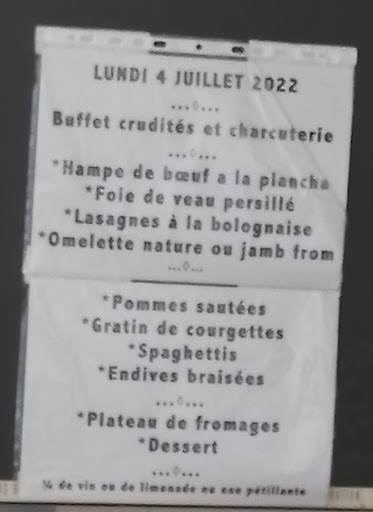 LUNDI 4 JUILLET 2022
...◊...
Buffet crudités et charcuterie
...◊...
*Hampe de bœuf a la plancha
*Foie de veau persillé
*Lasagnes à la bolognaise
*Omelette nature ou jamb from
...◊...
*Pommes sautées
*Gratin de courgettes
*Spaghettis
*Endives braisées
...◊...
*Plateau de fromages
*Dessert
...◊...
¼ de vin ou de limonade ou eau pétillante